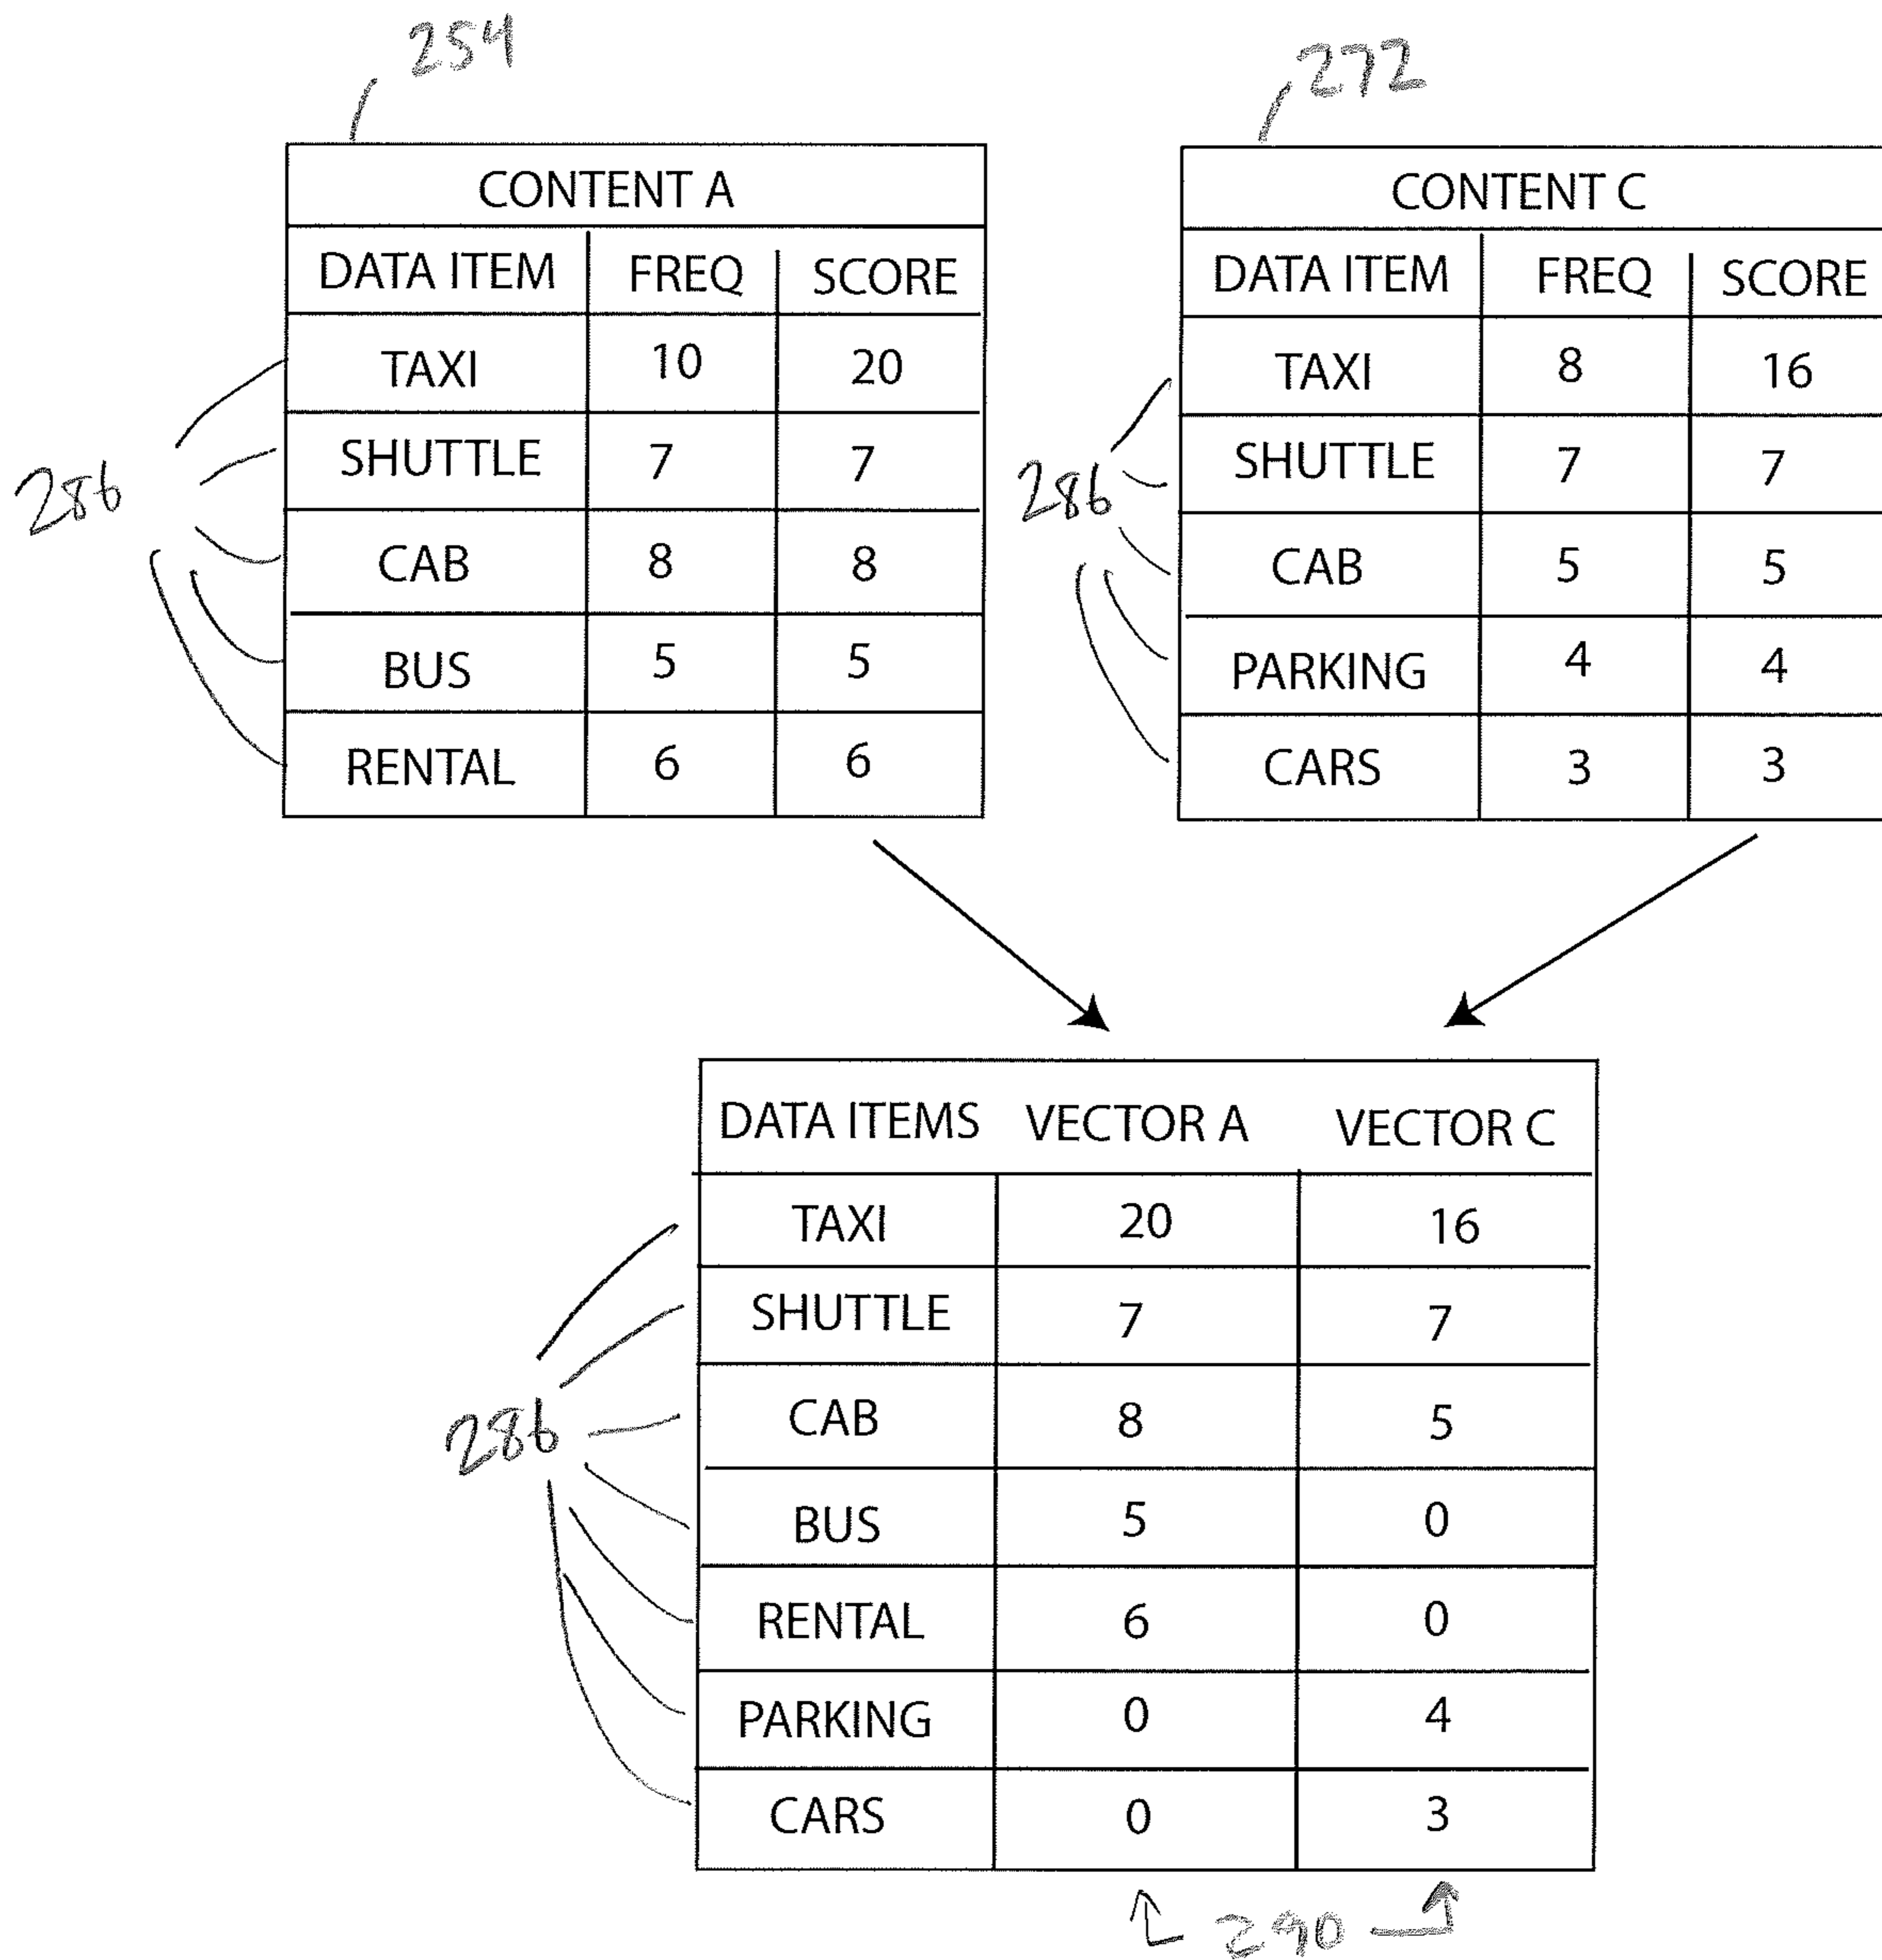 254
272
CONTENT A
DATA ITEM FREQ SCORE
TAXI 10 20
SHUTTLE 7 7
CAB 8 8
BUS 5 5
RENTAL 6 6
286
CONTENT C
DATA ITEM FREQ SCORE
TAXI 8 16
SHUTTLE 7 7
CAB 5 5
PARKING 4 4
CARS 3 3
286
DATA ITEMS VECTOR A VECTOR C
TAXI 20 16
SHUTTLE 7 7
CAB 8 5
BUS 5 0
RENTAL 6 0
PARKING 0 4
CARS 0 3
286
290